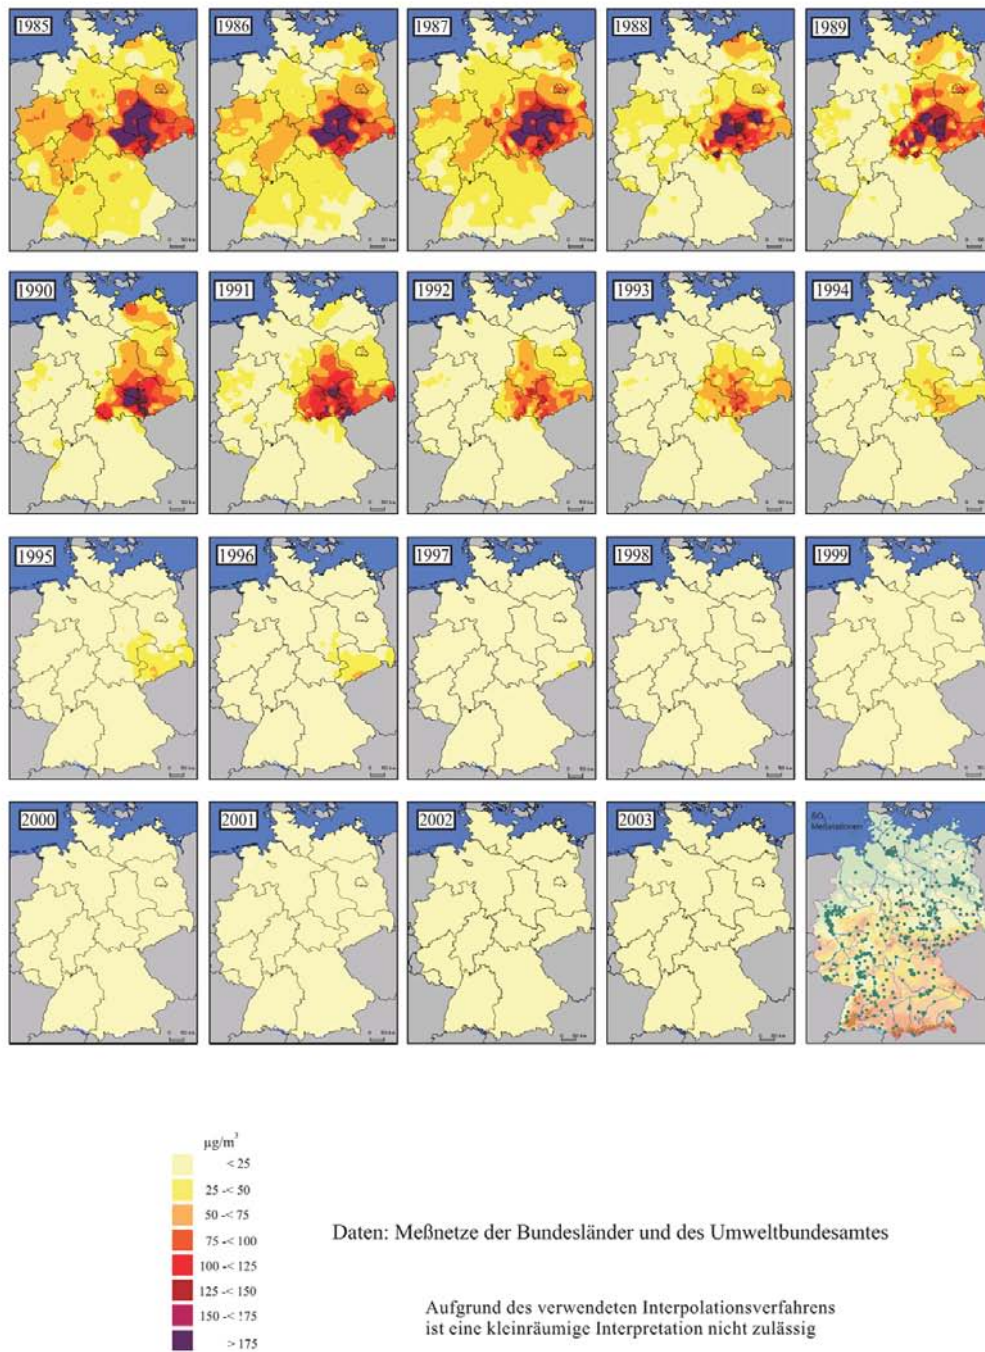 1985
1986
1987
1988
1989
1990
1991
1992
1993
1994
1995
1996
1997
1998
1999
2000
2001
2002
2003
SO2
Meßstationen
µg/m³
< 25
25 -< 50
50 -< 75
75 -< 100
100 -< 125
125 -< 150
150 -< 175
> 175
Daten: Meßnetze der Bundesländer und des Umweltbundesamtes
Aufgrund des verwendeten Interpolationsverfahrens
ist eine kleinräumige Interpretation nicht zulässig